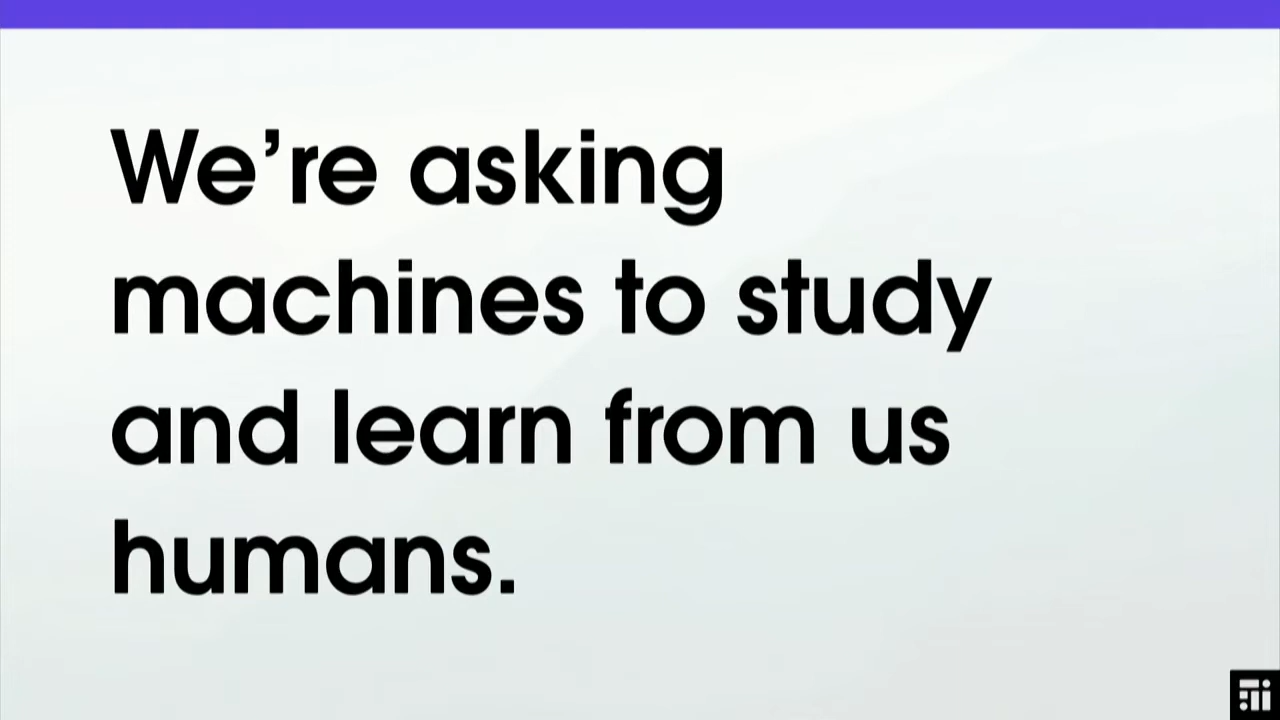 We’re asking
machines to study
and learn from us
humans.